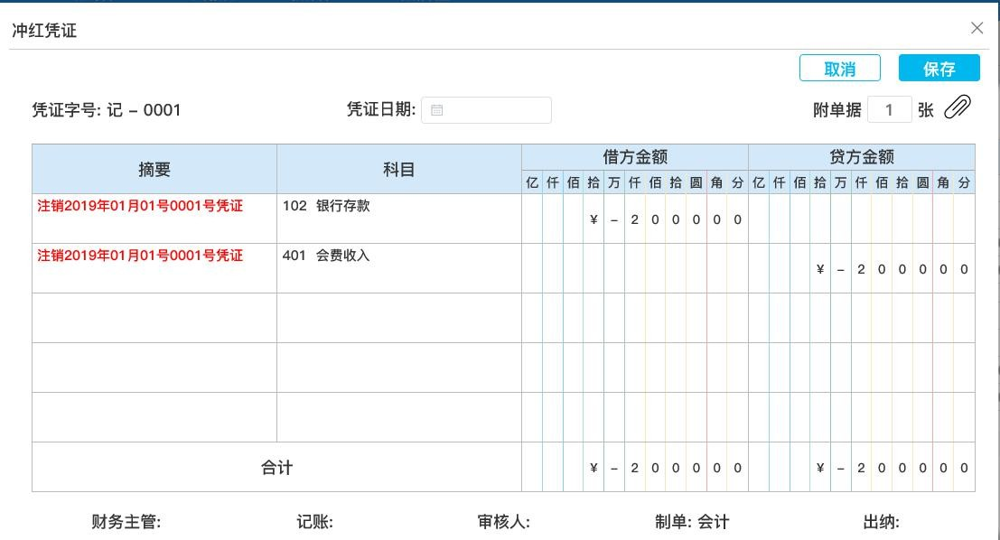 冲红凭证
取消 保存
凭证字号: 记 - 0001 凭证日期: 附单据 1 张
摘要 科目 借方金额 贷方金额
亿 仟 佰 拾 万 仟 佰 拾 圆 角 分 亿 仟 佰 拾 万 仟 佰 拾 圆 角 分
注销2019年01月01号0001号凭证 102 银行存款 ¥ - 2 0 0 0 0 0
注销2019年01月01号0001号凭证 401 会费收入 ¥ - 2 0 0 0 0 0
合计 ¥ - 2 0 0 0 0 0 ¥ - 2 0 0 0 0 0
财务主管: 记账: 审核人: 制单: 会计 出纳: